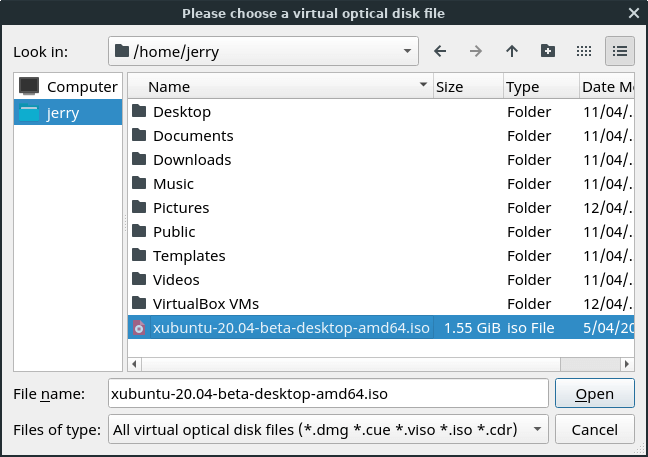 Please choose a virtual optical disk file
Look in: /home/jerry
Computer
jerry
Name Size Type Date Mo
Desktop Folder 11/04/..
Documents Folder 11/04/..
Downloads Folder 11/04/..
Music Folder 11/04/..
Pictures Folder 12/04/..
Public Folder 11/04/..
Templates Folder 11/04/..
Videos Folder 11/04/..
VirtualBox VMs Folder 12/04/..
xubuntu-20.04-beta-desktop-amd64.iso 1.55 GiB iso File 5/04/20
File name: xubuntu-20.04-beta-desktop-amd64.iso Open
Files of type: All virtual optical disk files (*.dmg *.cue *.viso *.iso *.cdr) Cancel